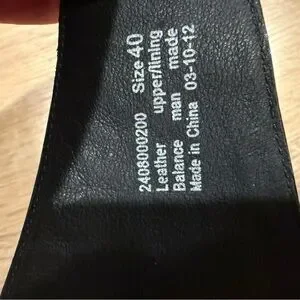 2408000200 Size 40
Leather upper/lining
Balance man made
Made in China 03-10-12